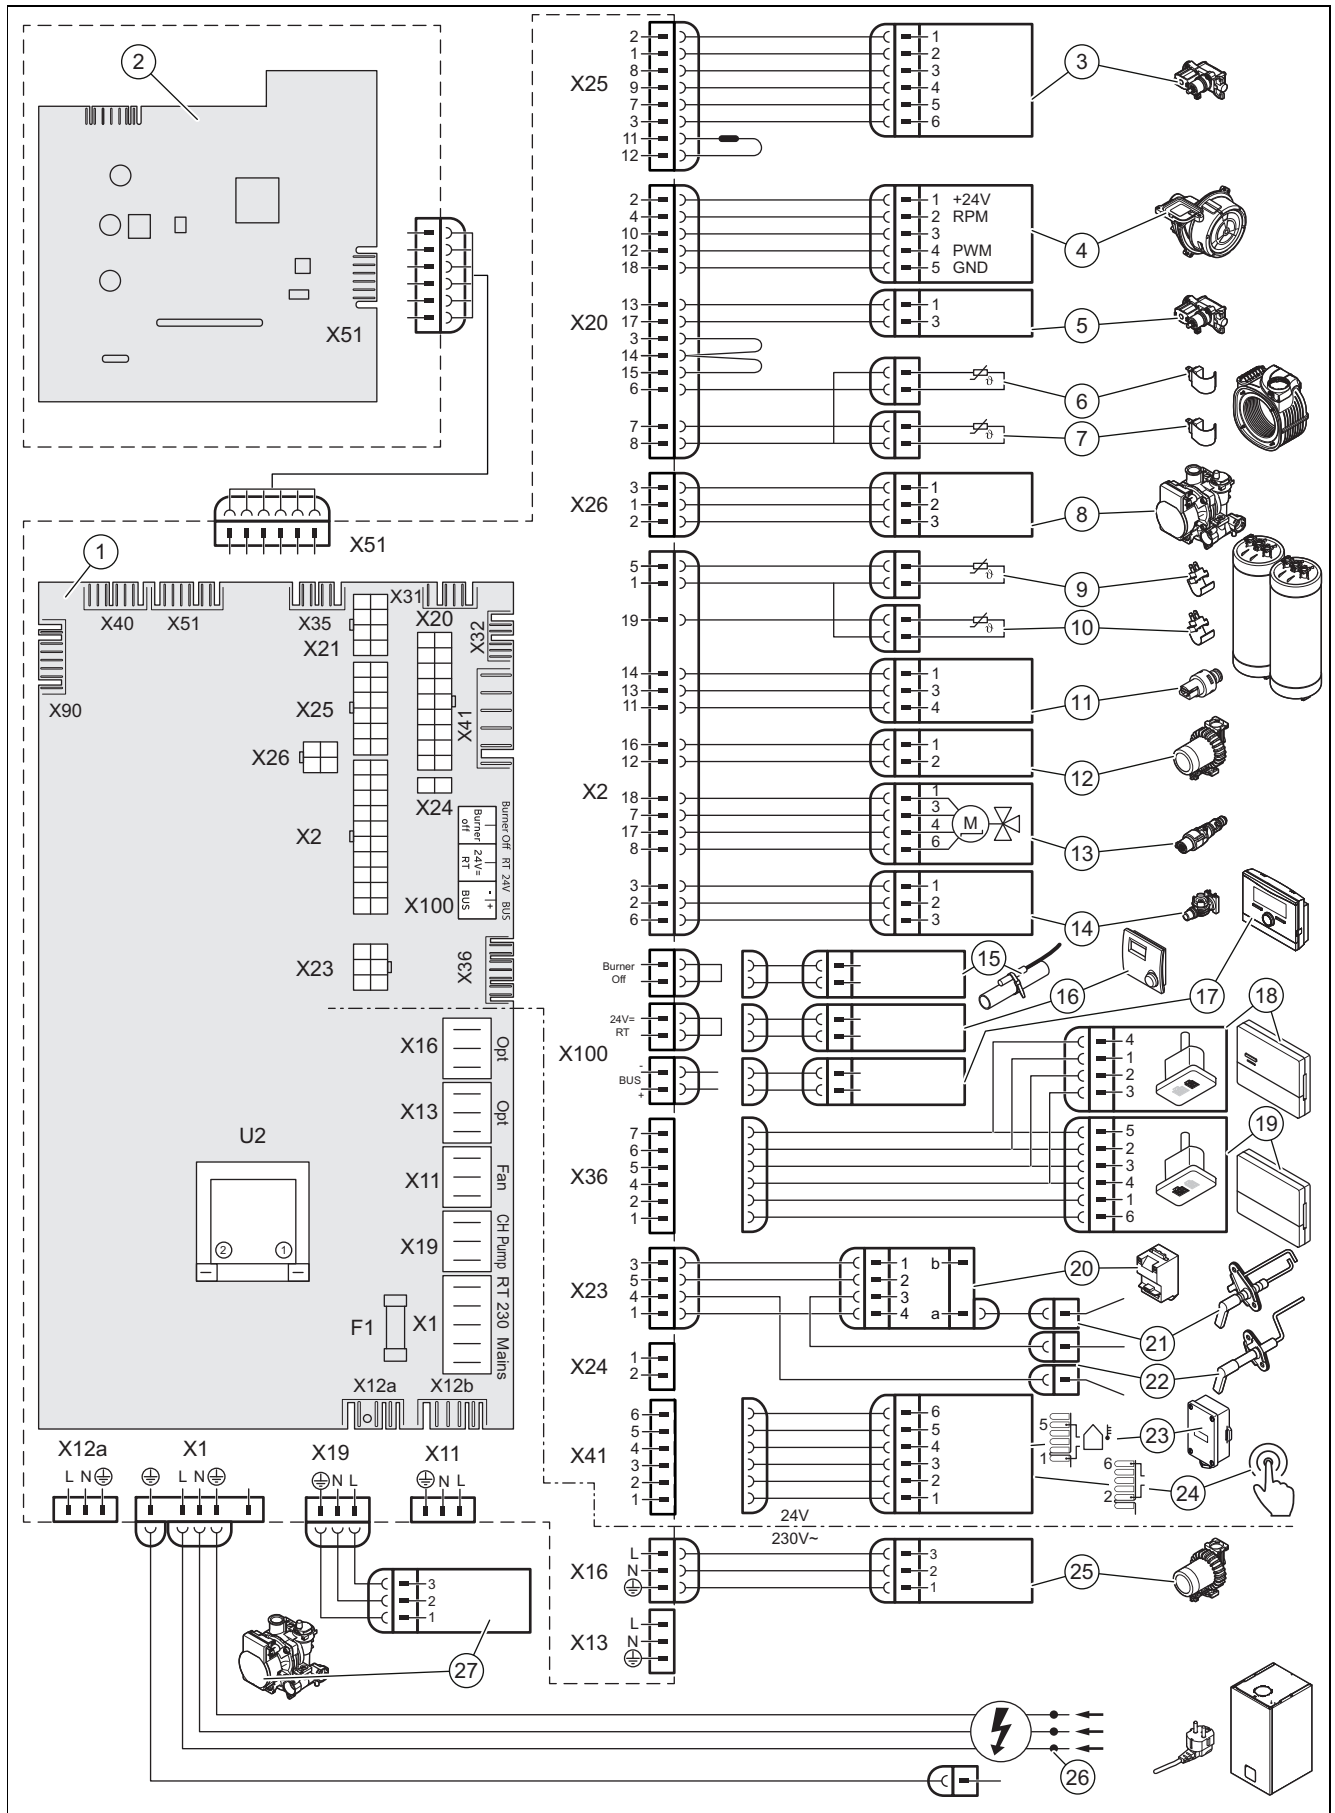 2
X51
X51
1
X40
X51
X35
X31
X21
X20
X32
X90
X25
X41
X26
X24
X2
X100
Burner off
24V= RT
BUS
- | +
Burner Off RT 24V BUS
X23
X36
X16
Opt
X13
Opt
U2
X11
Fan
X19
CH Pump
F1
X1
RT 230 Mains
X12a
X12b
X12a
L N
X1
L N
X19
N L
X11
N L
3
2
1
27
X25
2 1
1 2
8 3
9 4
7 5
3 6
11
12
3
X20
2 1 +24V
4 2 RPM
10 3
12 4 PWM
18 5 GND
4
13 1
17 3
5
3
14
15
6
ϑ
6
7
8
ϑ
7
X26
3 1
1 2
2 3
8
X2
5
1
ϑ
9
19
ϑ
10
14 1
13 3
11 4
11
16 1
12 2
12
18 1
7 3
17 4
8 6
M
13
3 1
2 2
6 3
14
X100
Burner
Off
15
24V=
RT
16
-
BUS
+
17
4
1
2
3
18
X36
7 5
6 2
5 3
4 4
2 1
1 6
19
X23
3 1 b
5 2
4 3
1 4 a
20
21
X24
1
2
22
X41
6 6
5 5
4 4
3 3
2 2
1 1
5
1
23
6
2
24
24V
230V~
X16
L 3
N 2
1
25
X13
L
N
26